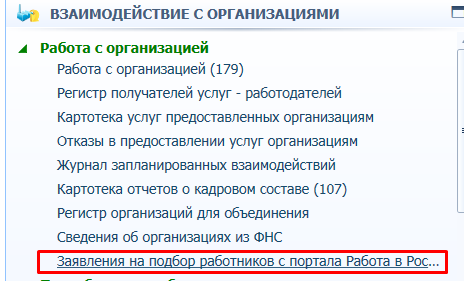 ВЗАИМОДЕЙСТВИЕ С ОРГАНИЗАЦИЯМИ
Работа с организацией
Работа с организацией (179)
Регистр получателей услуг - работодателей
Картотека услуг предоставленных организациям
Отказы в предоставлении услуг организациям
Журнал запланированных взаимодействий
Картотека отчетов о кадровом составе (107)
Регистр организаций для объединения
Сведения об организациях из ФНС
Заявления на подбор работников с портала Работа в Рос...